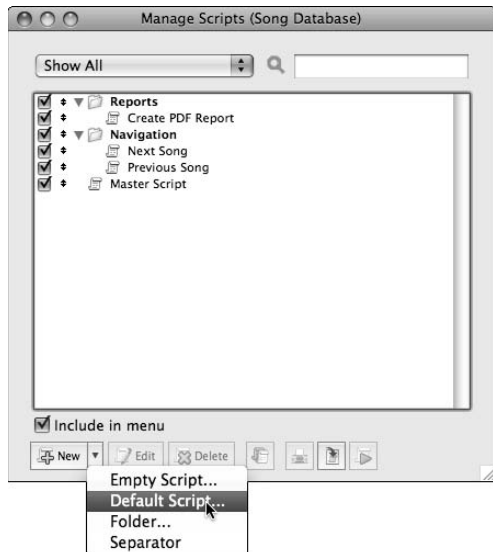 Manage Scripts (Song Database)
Show All
Reports
Create PDF Report
Navigation
Next Song
Previous Song
Master Script
Include in menu
New Edit Delete
Empty Script...
Default Script...
Folder...
Separator